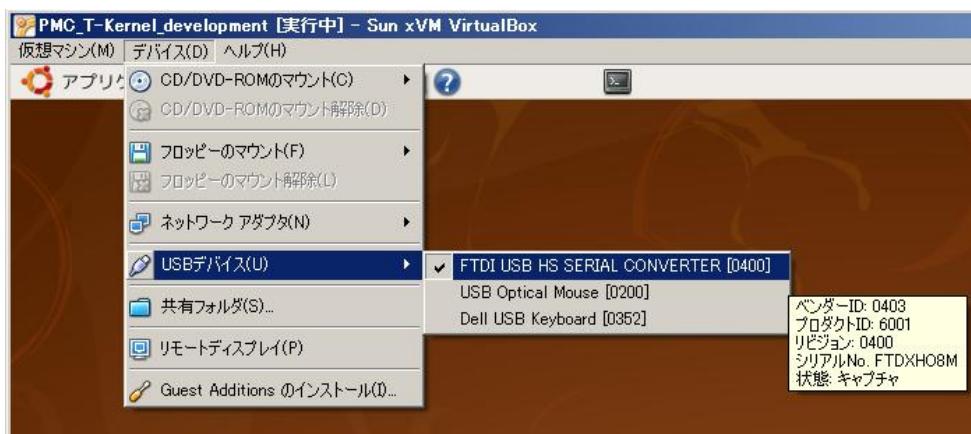 PMC_T-Kernel_development [実行中] - Sun xVM VirtualBox
仮想マシン(M) デバイス(D) ヘルプ(H)
アプリケ
CD/DVD-ROMのマウント(C)
CD/DVD-ROMのマウント解除(D)
フロッピーのマウント(F)
フロッピーのマウント解除(L)
ネットワーク アダプタ(N)
USBデバイス(U)
FTDI USB HS SERIAL CONVERTER [0400]
USB Optical Mouse [0200]
Dell USB Keyboard [0352]
共有フォルダ(S)...
リモートディスプレイ(P)
Guest Additions のインストール(I)...
ベンダーID: 0403
プロダクトID: 6001
リビジョン: 0400
シリアルNo. FTDXHO8M
状態: キャプチャ